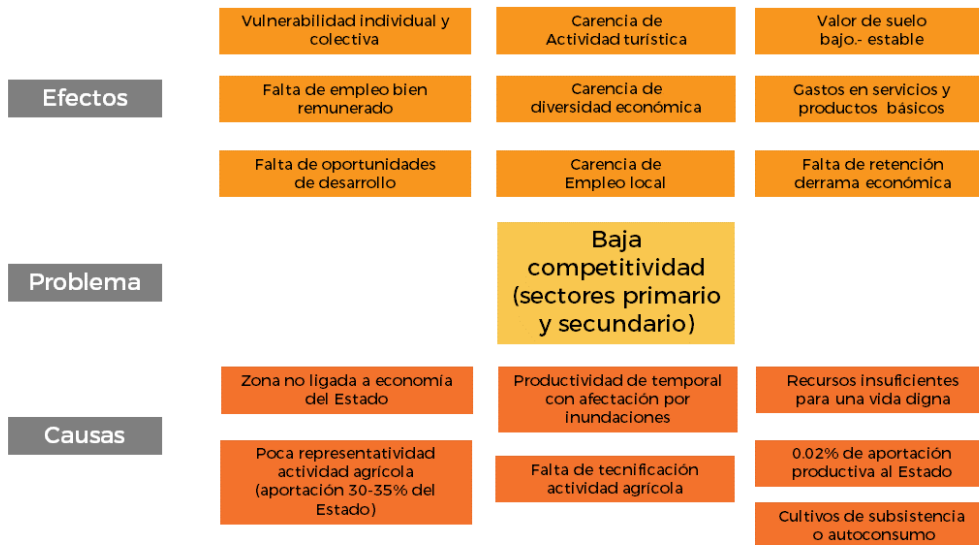 Vulnerabilidad individual y
colectiva
Carencia de
Actividad turística
Valor de suelo
bajo.- estable
Efectos
Falta de empleo bien
remunerado
Carencia de
diversidad económica
Gastos en servicios y
productos básicos
Falta de oportunidades
de desarrollo
Carencia de
Empleo local
Falta de retención
derrama económica
Problema
Baja
competitividad
(sectores primario
y secundario)
Causas
Zona no ligada a economía
del Estado
Productividad de temporal
con afectación por
inundaciones
Recursos insuficientes
para una vida digna
Poca representatividad
actividad agrícola
(aportación 30-35% del
Estado)
Falta de tecnificación
actividad agrícola
0.02% de aportación
productiva al Estado
Cultivos de subsistencia
o autoconsumo